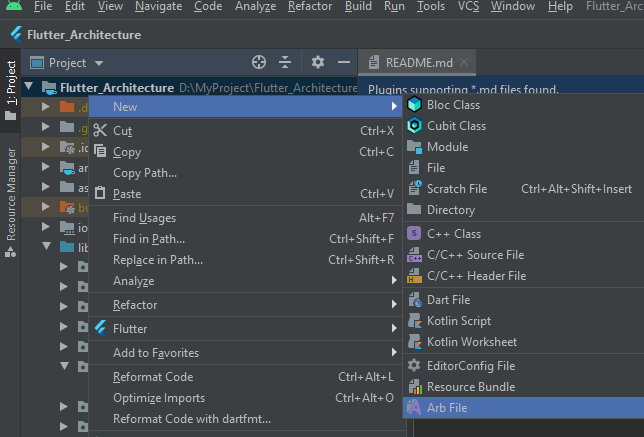 File Edit View Navigate Code Analyze Refactor Build Run Tools VCS Window Help Flutter_Arch
Flutter_Architecture
1: Project
Resource Manager
Project
README.md
Flutter_Architecture D:\MyProject\Flutter_Architecture
Plugins supporting *.md files found.
.d
.g
.id
an
as
bu
io
lib
New
Cut Ctrl+X
Copy Ctrl+C
Copy Path...
Paste Ctrl+V
Find Usages Alt+F7
Find in Path... Ctrl+Shift+F
Replace in Path... Ctrl+Shift+R
Analyze
Refactor
Flutter
Add to Favorites
Reformat Code Ctrl+Alt+L
Optimize Imports Ctrl+Alt+O
Reformat Code with dartfmt...
Bloc Class
Cubit Class
Module
File
Scratch File Ctrl+Alt+Shift+Insert
Directory
C++ Class
C/C++ Source File
C/C++ Header File
Dart File
Kotlin Script
Kotlin Worksheet
EditorConfig File
Resource Bundle
Arb File